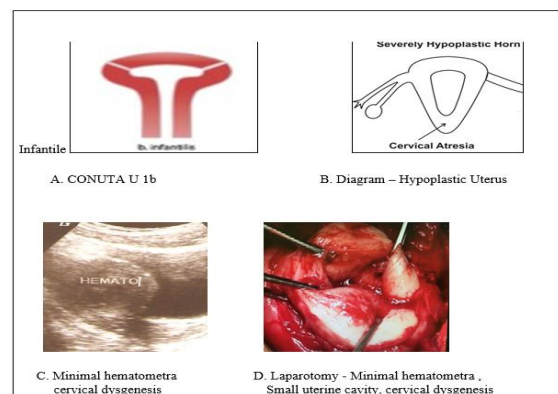 Severely Hypoplastic Horn
Infantile
b. infantilis
Cervical Atresia
A. CONUTA U 1b
B. Diagram – Hypoplastic Uterus
HEMATO
C. Minimal hematometra
cervical dysgenesis
D. Laparotomy - Minimal hematometra ,
Small uterine cavity, cervical dysgenesis